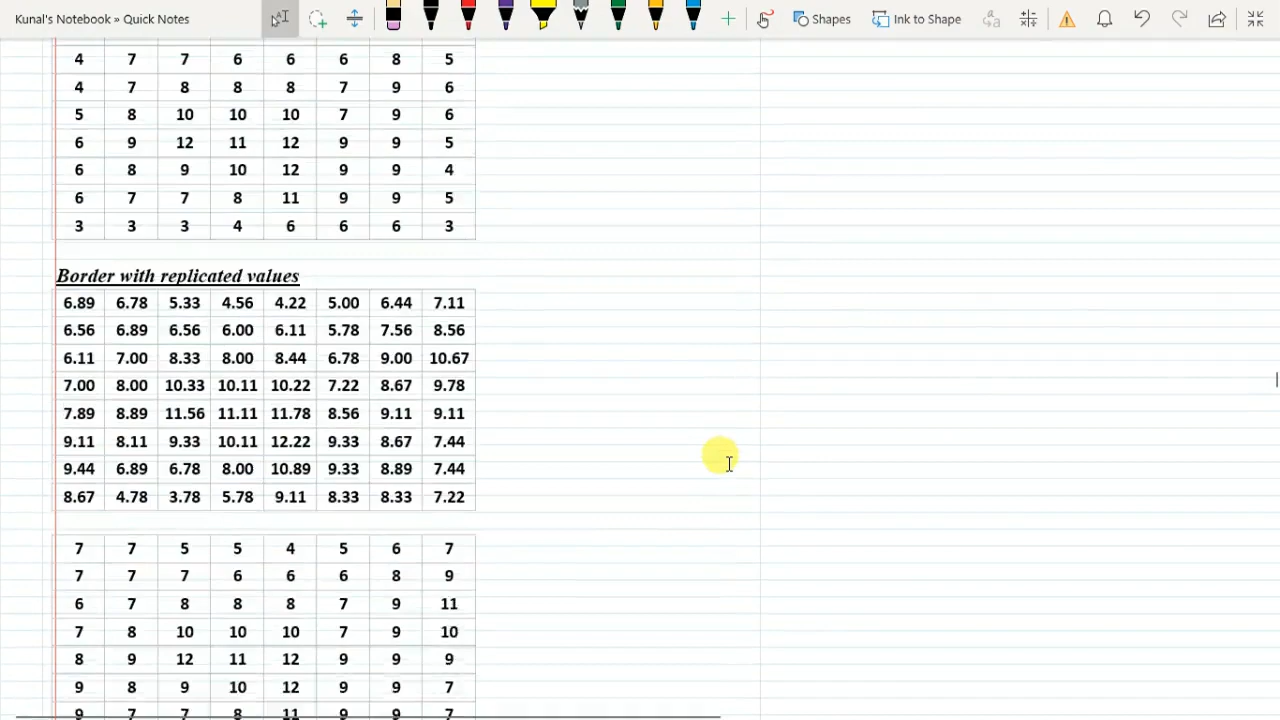 Kunal's Notebook » Quick Notes
Shapes
Ink to Shape
4 7 7 6 6 6 8 5
4 7 8 8 8 7 9 6
5 8 10 10 10 7 9 6
6 9 12 11 12 9 9 5
6 8 9 10 12 9 9 4
6 7 7 8 11 9 9 5
3 3 3 4 6 6 6 3
Border with replicated values
6.89 6.78 5.33 4.56 4.22 5.00 6.44 7.11
6.56 6.89 6.56 6.00 6.11 5.78 7.56 8.56
6.11 7.00 8.33 8.00 8.44 6.78 9.00 10.67
7.00 8.00 10.33 10.11 10.22 7.22 8.67 9.78
7.89 8.89 11.56 11.11 11.78 8.56 9.11 9.11
9.11 8.11 9.33 10.11 12.22 9.33 8.67 7.44
9.44 6.89 6.78 8.00 10.89 9.33 8.89 7.44
8.67 4.78 3.78 5.78 9.11 8.33 8.33 7.22
7 7 5 5 4 5 6 7
7 7 7 6 6 6 8 9
6 7 8 8 8 7 9 11
7 8 10 10 10 7 9 10
8 9 12 11 12 9 9 9
9 8 9 10 12 9 9 7
9 7 7 8 11 9 9 7